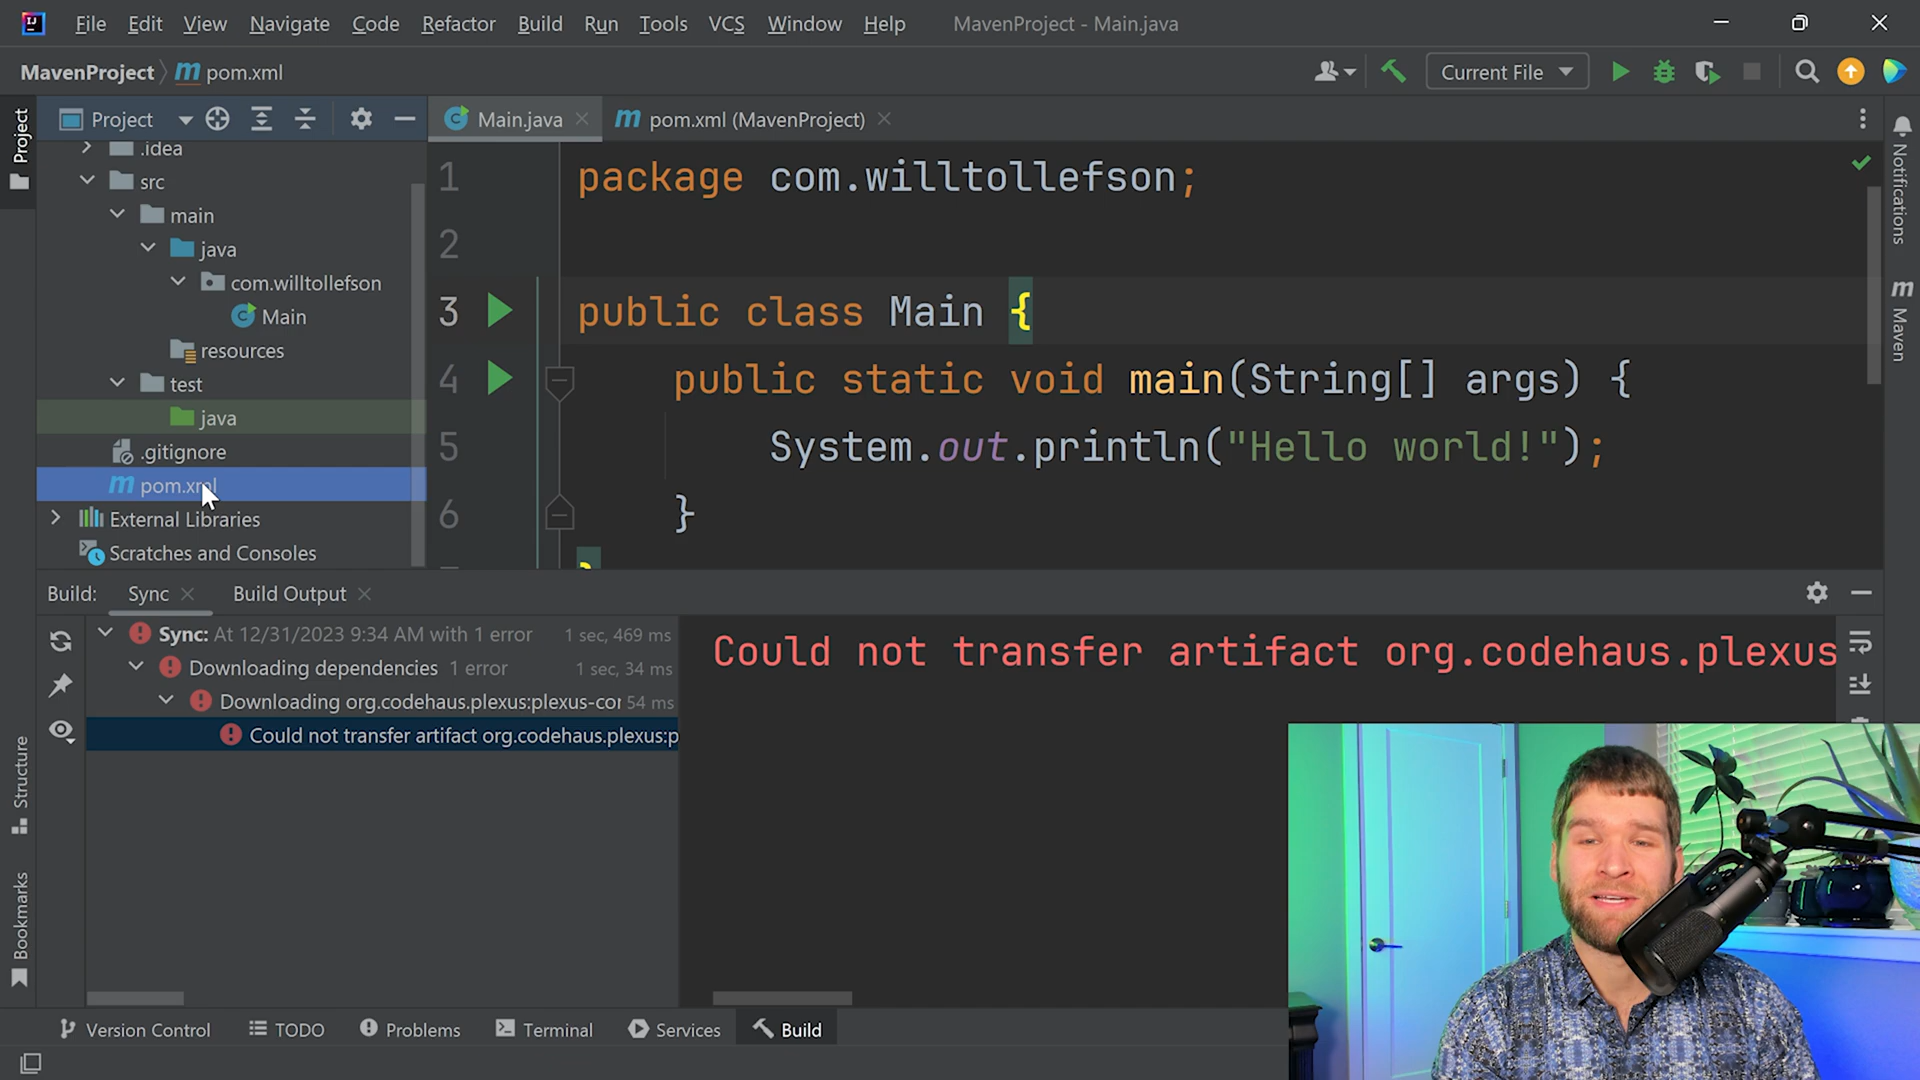 File Edit View Navigate Code Refactor Build Run Tools VCS Window Help MavenProject - Main.java
MavenProject pom.xml Current File
Project
Project
Main.java
pom.xml (MavenProject)
.idea
src
main
java
com.willtollefson
Main
resources
test
java
.gitignore
pom.xml
External Libraries
Scratches and Consoles
1 package com.willtollefson;
2
3 public class Main {
4 public static void main(String[] args) {
5 System.out.println("Hello world!");
6 }
Notifications
Maven
Build: Sync Build Output
Sync: At 12/31/2023 9:34 AM with 1 error 1 sec, 469 ms
Downloading dependencies 1 error 1 sec, 34 ms
Downloading org.codehaus.plexus:plexus-cor 54 ms
Could not transfer artifact org.codehaus.plexus:p
Could not transfer artifact org.codehaus.plexus
Structure
Bookmarks
Version Control TODO Problems Terminal Services Build